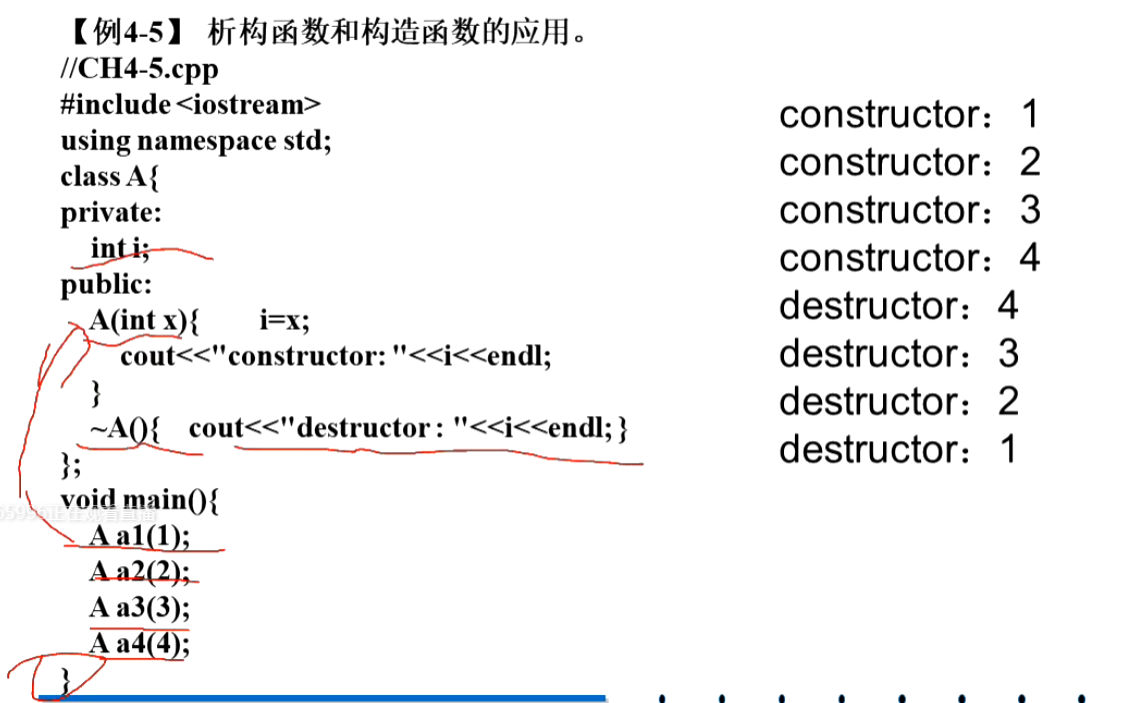 【例4-5】 析构函数和构造函数的应用。
//CH4-5.cpp
#include <iostream>
using namespace std;
class A{
private:
int i;
public:
A(int x){ i=x;
cout<<"constructor: "<<i<<endl;
}
~A(){ cout<<"destructor : "<<i<<endl; }
};
void main(){
A a1(1);
A a2(2);
A a3(3);
A a4(4);
}
constructor：1
constructor：2
constructor：3
constructor：4
destructor：4
destructor：3
destructor：2
destructor：1